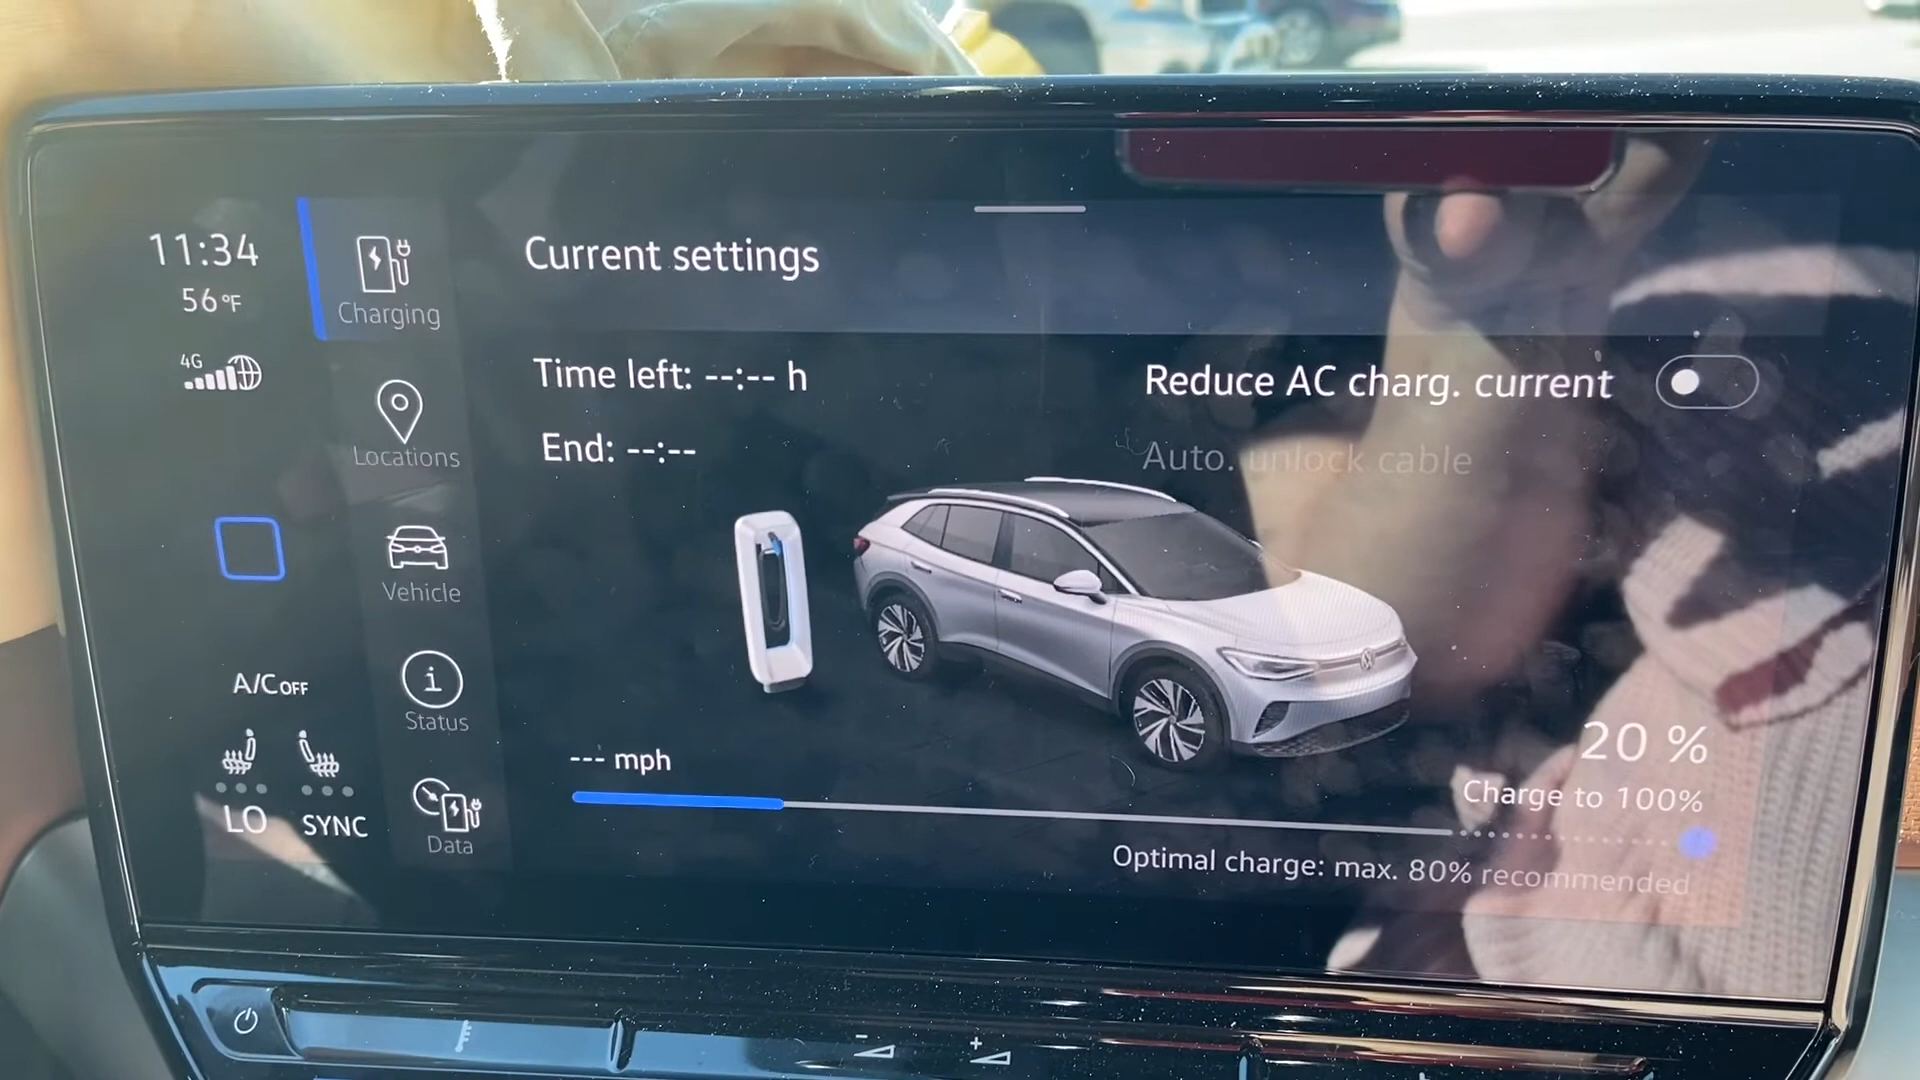 11:34
56°F
4G
A/C OFF
LO
SYNC
Charging
Locations
Vehicle
Status
Data
Current settings
Time left: --:-- h
End: --:--
Reduce AC charg. current
Auto. unlock cable
--- mph
20 %
Charge to 100%
Optimal charge: max. 80% recommended